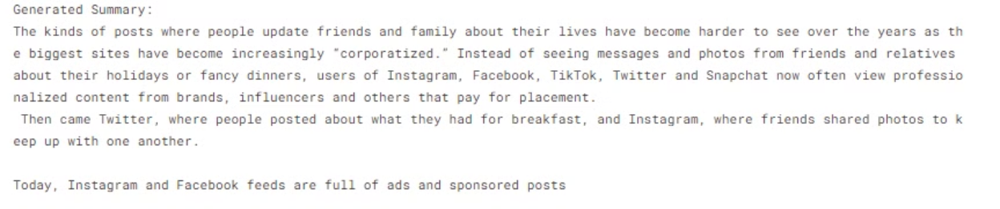 Generated Summary:
The kinds of posts where people update friends and family about their lives have become harder to see over the years as th
e biggest sites have become increasingly "corporatized." Instead of seeing messages and photos from friends and relatives
about their holidays or fancy dinners, users of Instagram, Facebook, TikTok, Twitter and Snapchat now often view professio
nalized content from brands, influencers and others that pay for placement.
Then came Twitter, where people posted about what they had for breakfast, and Instagram, where friends shared photos to k
eep up with one another.
Today, Instagram and Facebook feeds are full of ads and sponsored posts